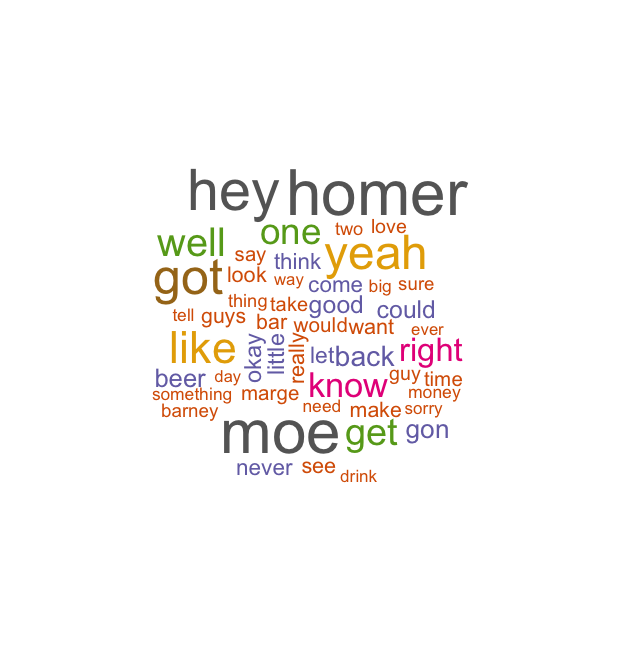 hey homer
well one two love
say think yeah
got look way come big sure
thing take good could
tell guys bar would want ever
like okay little really let back right
beer day know guy time
something marge money
barney need make sorry
moe get gon
never see drink